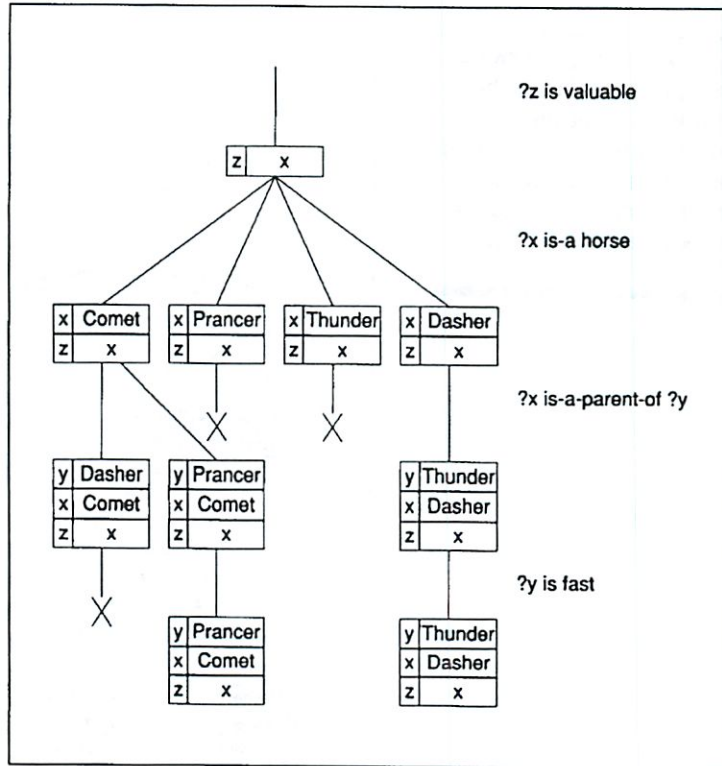 ?z is valuable
z x
?x is-a horse
x Comet x Prancer x Thunder x Dasher
z x z x z x z x
?x is-a-parent-of ?y
X X
y Dasher y Prancer y Thunder
x Comet x Comet x Dasher
z x z x z x
?y is fast
X
y Prancer y Thunder
x Comet x Dasher
z x z x